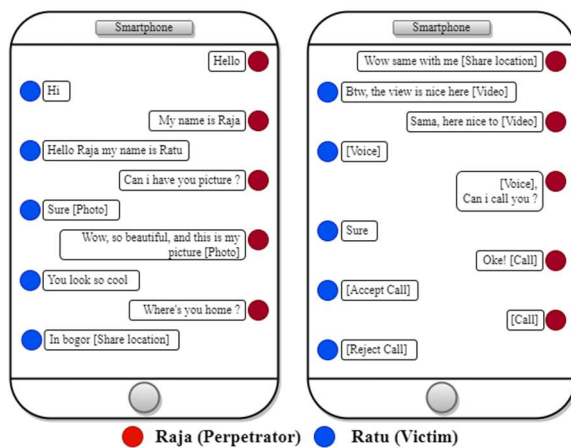 Smartphone
Hello
Hi
My name is Raja
Hello Raja my name is Ratu
Can i have you picture ?
Sure [Photo]
Wow, so beautiful, and this is my
picture [Photo]
You look so cool
Where's you home ?
In bogor [Share location]
Smartphone
Wow same with me [Share location]
Btw, the view is nice here [Video]
Sama, here nice to [Video]
[Voice]
[Voice],
Can i call you ?
Sure
Oke! [Call]
[Accept Call]
[Call]
[Reject Call]
Raja (Perpetrator)
Ratu (Victim)